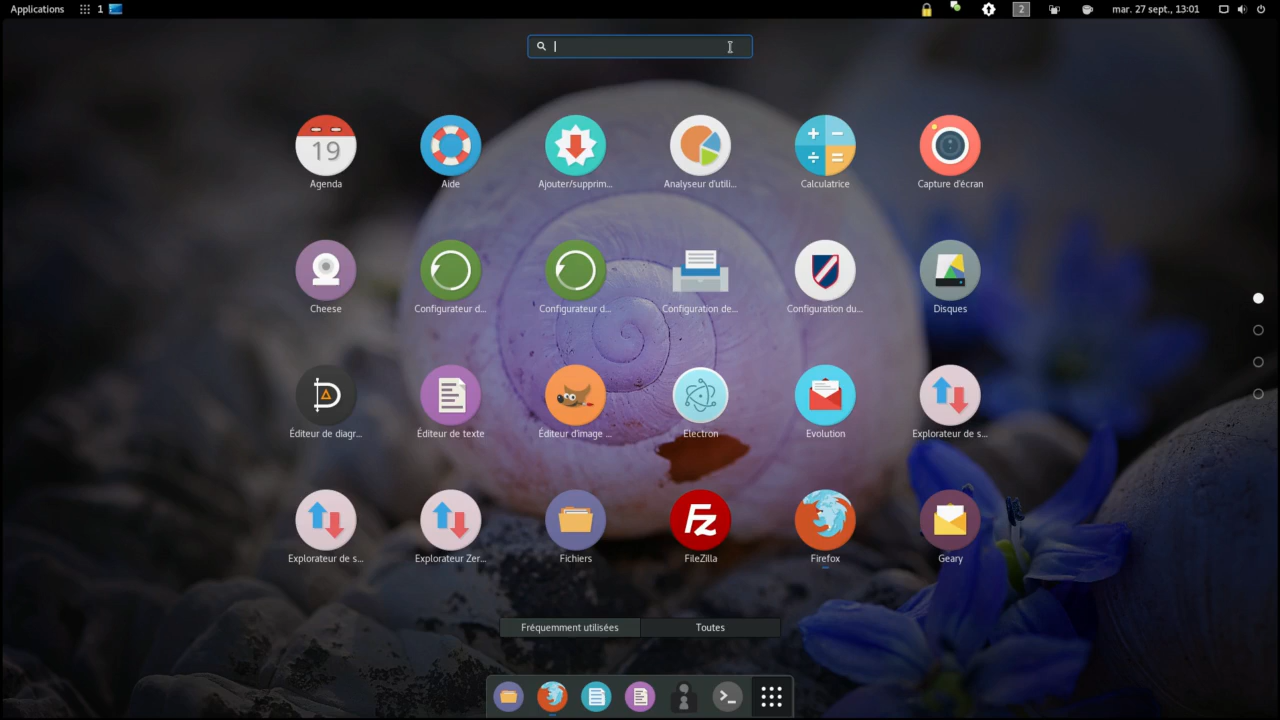 Applications 1 2 mar. 27 sept., 13:01
19
Agenda Aide Ajouter/supprim... Analyseur d'utili... Calculatrice Capture d'écran
Cheese Configurateur d... Configurateur d... Configuration de... Configuration du... Disques
Éditeur de diagr... Éditeur de texte Éditeur d'image ... Electron Evolution Explorateur de s...
Fz
Explorateur de s... Explorateur Zer... Fichiers FileZilla Firefox Geary
Fréquemment utilisées Toutes